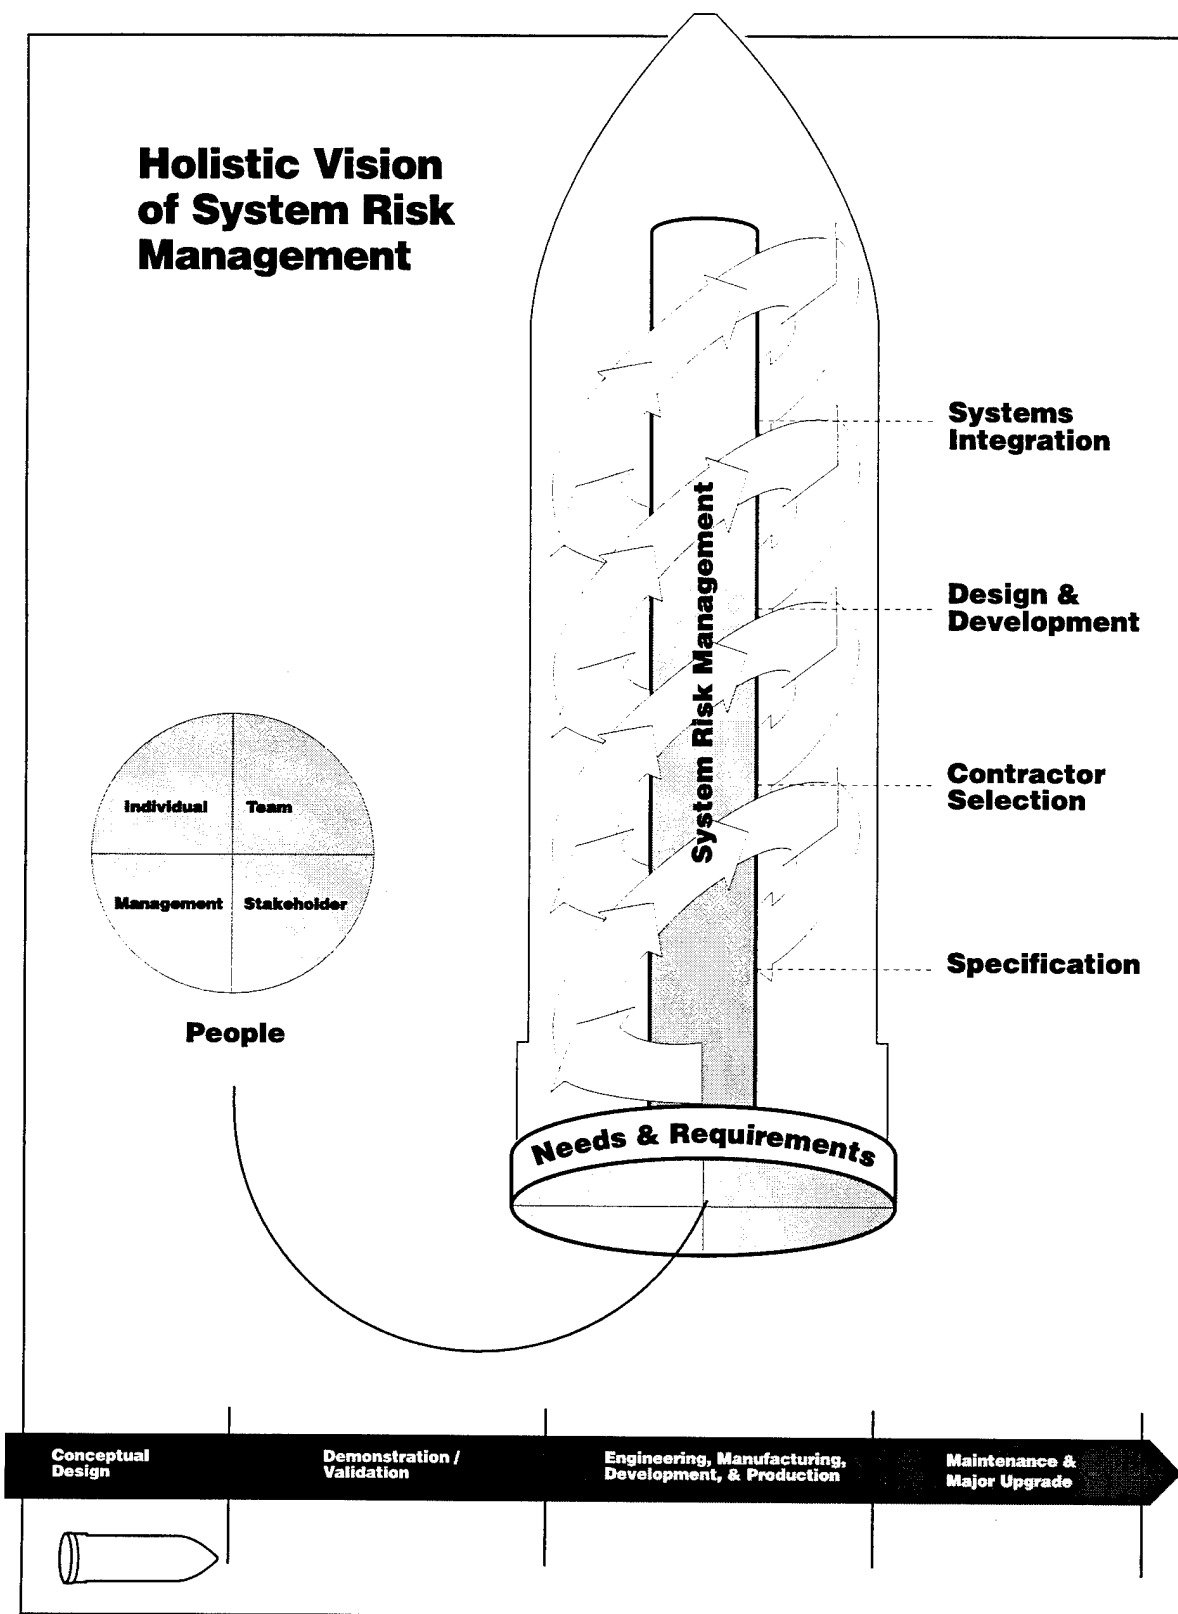 Holistic Vision
of System Risk
Management
Systems
Integration
Design &
Development
Contractor
Selection
Specification
System Risk Management
Individual
Team
Management
Stakeholder
People
Needs & Requirements
Conceptual
Design
Demonstration /
Validation
Engineering, Manufacturing,
Development, & Production
Maintenance &
Major Upgrade